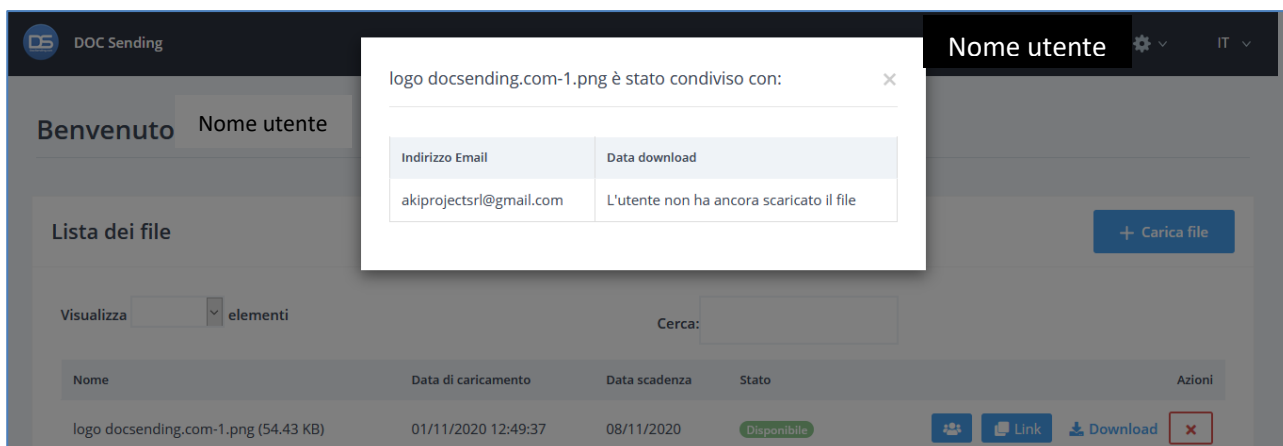 DS DOC Sending
Nome utente
IT
logo docsending.com-1.png è stato condiviso con:
Benvenuto Nome utente
Indirizzo Email Data download
akiprojectsrl@gmail.com L'utente non ha ancora scaricato il file
Lista dei file
+ Carica file
Visualizza elementi
Cerca:
Nome Data di caricamento Data scadenza Stato Azioni
logo docsending.com-1.png (54.43 KB) 01/11/2020 12:49:37 08/11/2020 Disponibile Link Download